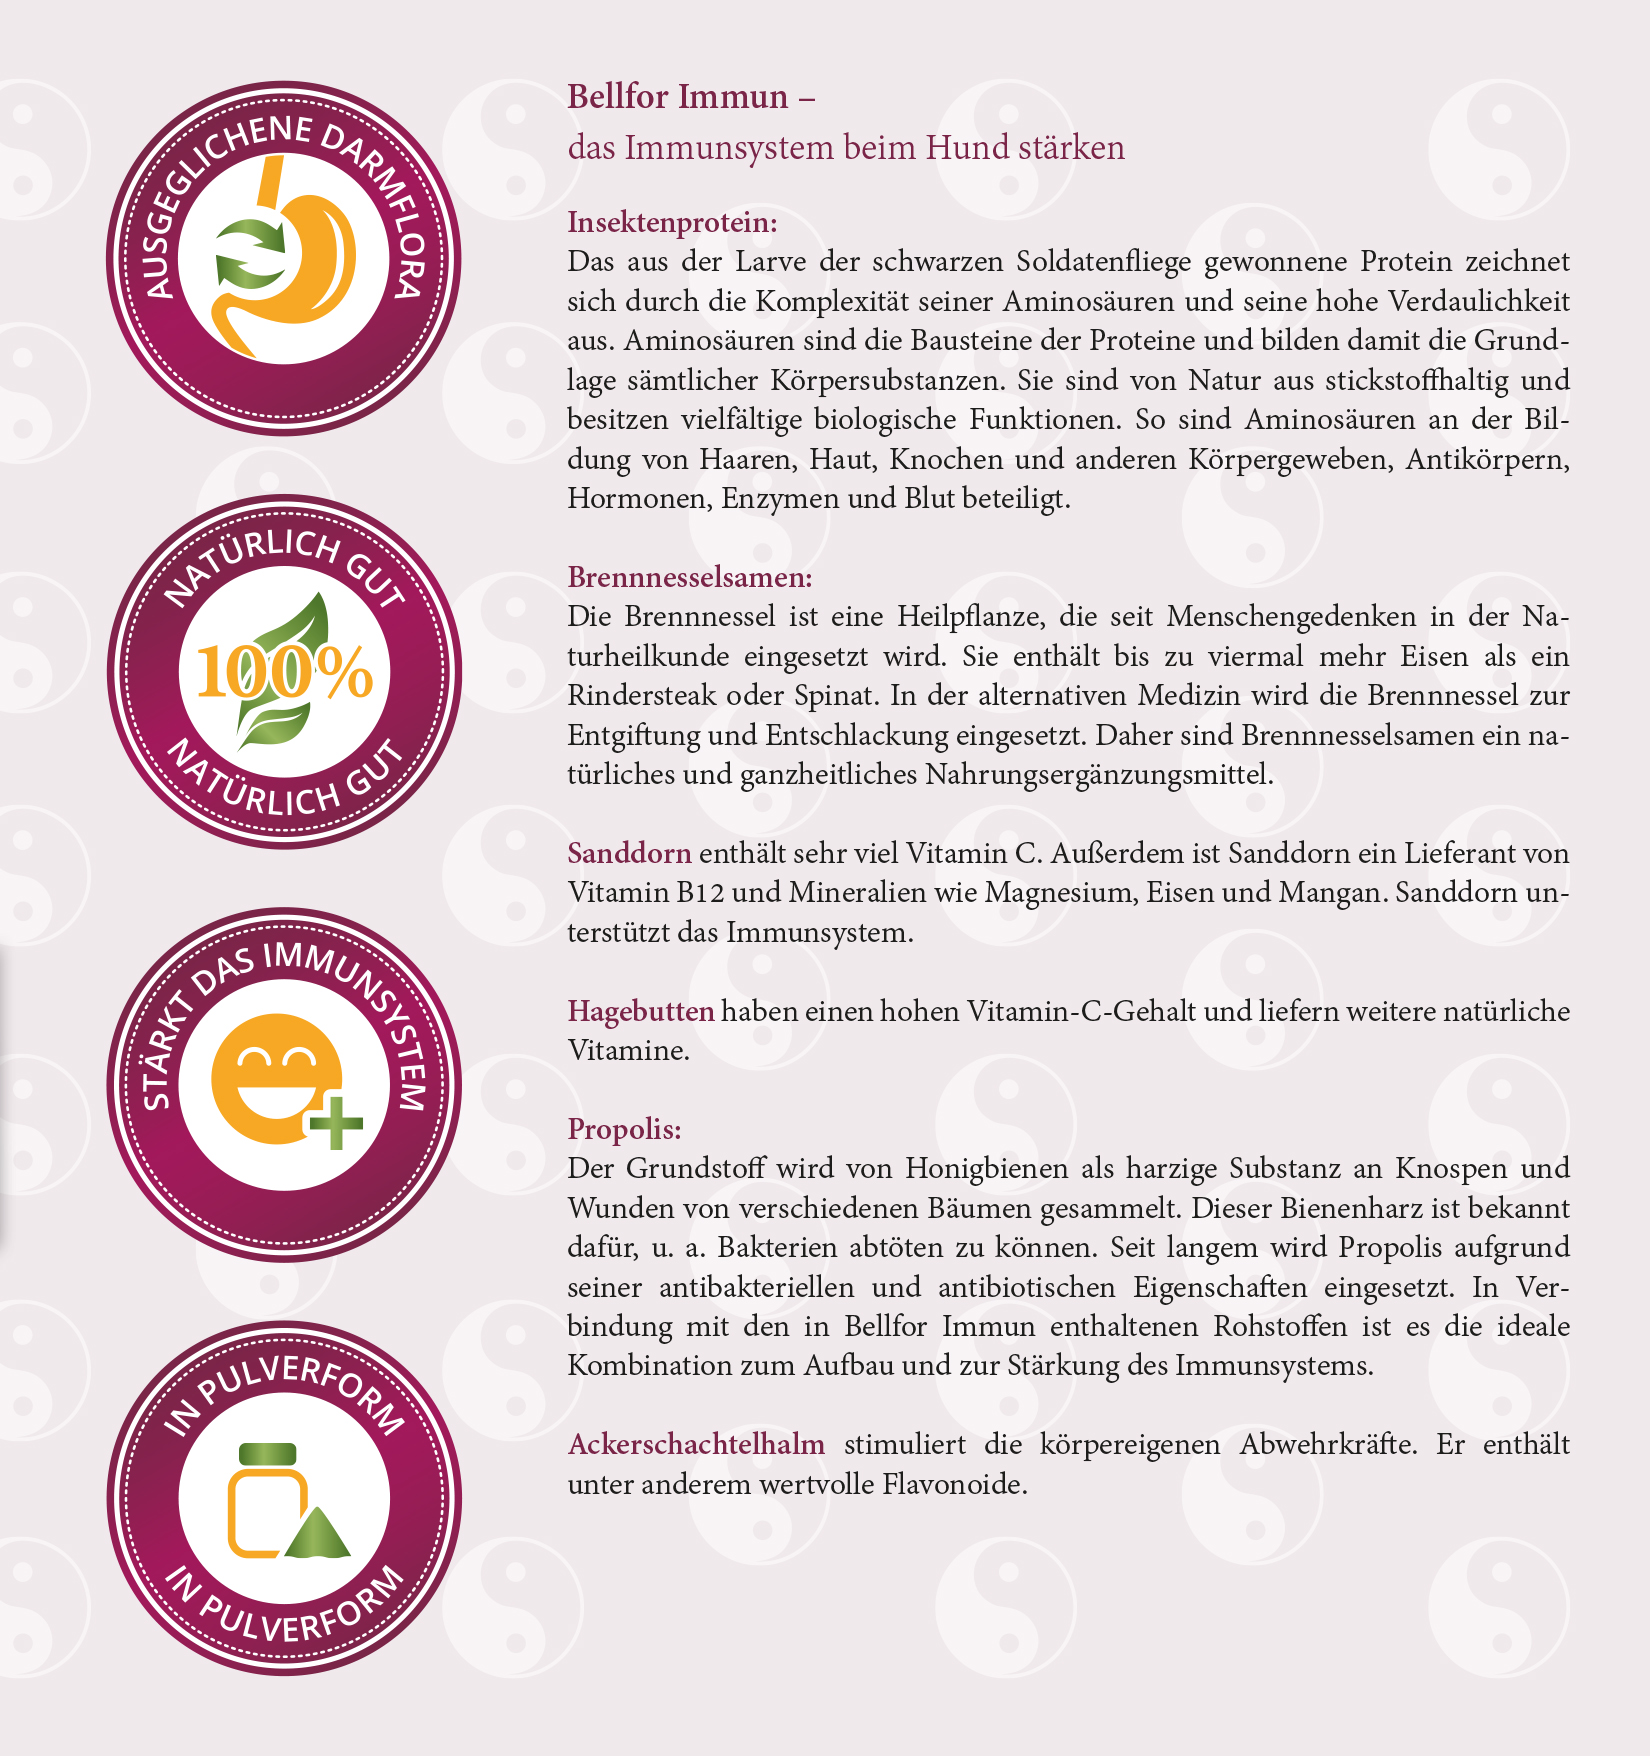 AUSGEGLICHENE DARMFLORA
NATÜRLICH GUT
100%
NATÜRLICH GUT
STÄRKT DAS IMMUNSYSTEM
IN PULVERFORM
IN PULVERFORM
Bellfor Immun –
das Immunsystem beim Hund stärken
Insektenprotein:
Das aus der Larve der schwarzen Soldatenfliege gewonnene Protein zeichnet
sich durch die Komplexität seiner Aminosäuren und seine hohe Verdaulichkeit
aus. Aminosäuren sind die Bausteine der Proteine und bilden damit die Grund-
lage sämtlicher Körpersubstanzen. Sie sind von Natur aus stickstoffhaltig und
besitzen vielfältige biologische Funktionen. So sind Aminosäuren an der Bil-
dung von Haaren, Haut, Knochen und anderen Körpergeweben, Antikörpern,
Hormonen, Enzymen und Blut beteiligt.
Brennnesselsamen:
Die Brennnessel ist eine Heilpflanze, die seit Menschengedenken in der Na-
turheilkunde eingesetzt wird. Sie enthält bis zu viermal mehr Eisen als ein
Rindersteak oder Spinat. In der alternativen Medizin wird die Brennnessel zur
Entgiftung und Entschlackung eingesetzt. Daher sind Brennnesselsamen ein na-
türliches und ganzheitliches Nahrungsergänzungsmittel.
Sanddorn enthält sehr viel Vitamin C. Außerdem ist Sanddorn ein Lieferant von
Vitamin B12 und Mineralien wie Magnesium, Eisen und Mangan. Sanddorn un-
terstützt das Immunsystem.
Hagebutten haben einen hohen Vitamin-C-Gehalt und liefern weitere natürliche
Vitamine.
Propolis:
Der Grundstoff wird von Honigbienen als harzige Substanz an Knospen und
Wunden von verschiedenen Bäumen gesammelt. Dieser Bienenharz ist bekannt
dafür, u. a. Bakterien abtöten zu können. Seit langem wird Propolis aufgrund
seiner antibakteriellen und antibiotischen Eigenschaften eingesetzt. In Ver-
bindung mit den in Bellfor Immun enthaltenen Rohstoffen ist es die ideale
Kombination zum Aufbau und zur Stärkung des Immunsystems.
Ackerschachtelhalm stimuliert die körpereigenen Abwehrkräfte. Er enthält
unter anderem wertvolle Flavonoide.